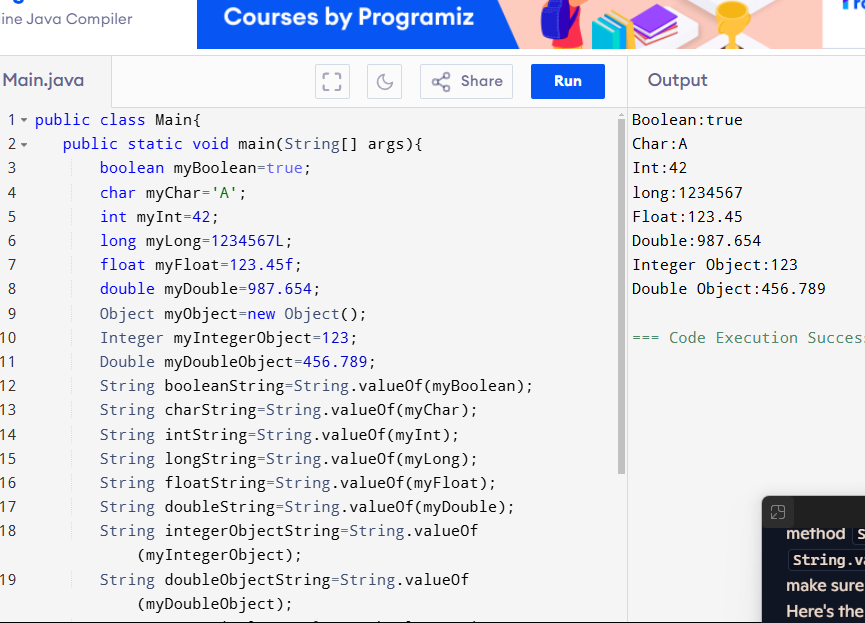 ine Java Compiler
Courses by Programiz
Main.java
Share
Run
Output
1 public class Main{
2 public static void main(String[] args){
3 boolean myBoolean=true;
4 char myChar='A';
5 int myInt=42;
6 long myLong=1234567L;
7 float myFloat=123.45f;
8 double myDouble=987.654;
9 Object myObject=new Object();
10 Integer myIntegerObject=123;
11 Double myDoubleObject=456.789;
12 String booleanString=String.valueOf(myBoolean);
13 String charString=String.valueOf(myChar);
14 String intString=String.valueOf(myInt);
15 String longString=String.valueOf(myLong);
16 String floatString=String.valueOf(myFloat);
17 String doubleString=String.valueOf(myDouble);
18 String integerObjectString=String.valueOf
(myIntegerObject);
19 String doubleObjectString=String.valueOf
(myDoubleObject);
Boolean:true
Char:A
Int:42
long:1234567
Float:123.45
Double:987.654
Integer Object:123
Double Object:456.789
=== Code Execution Succes
method S
String.va
make sure
Here's the